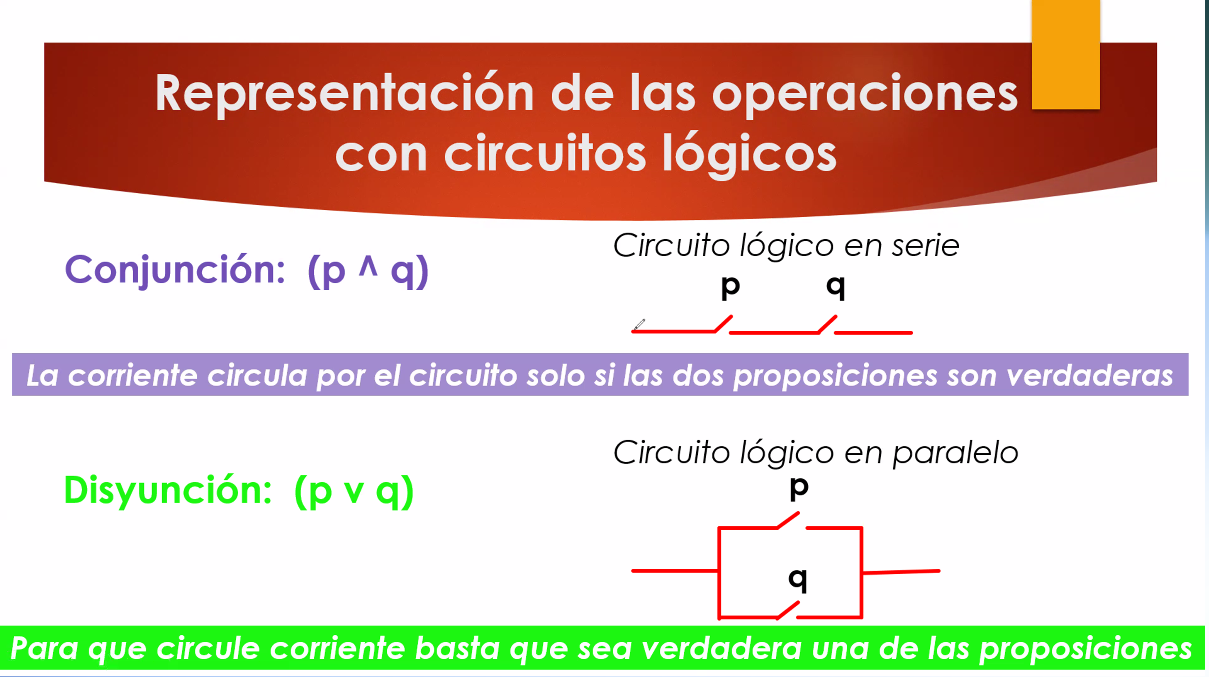 Representación de las operaciones
con circuitos lógicos
Conjunción: (p ^ q)
Circuito lógico en serie
p q
La corriente circula por el circuito solo si las dos proposiciones son verdaderas
Disyunción: (p v q)
Circuito lógico en paralelo
p
q
Para que circule corriente basta que sea verdadera una de las proposiciones